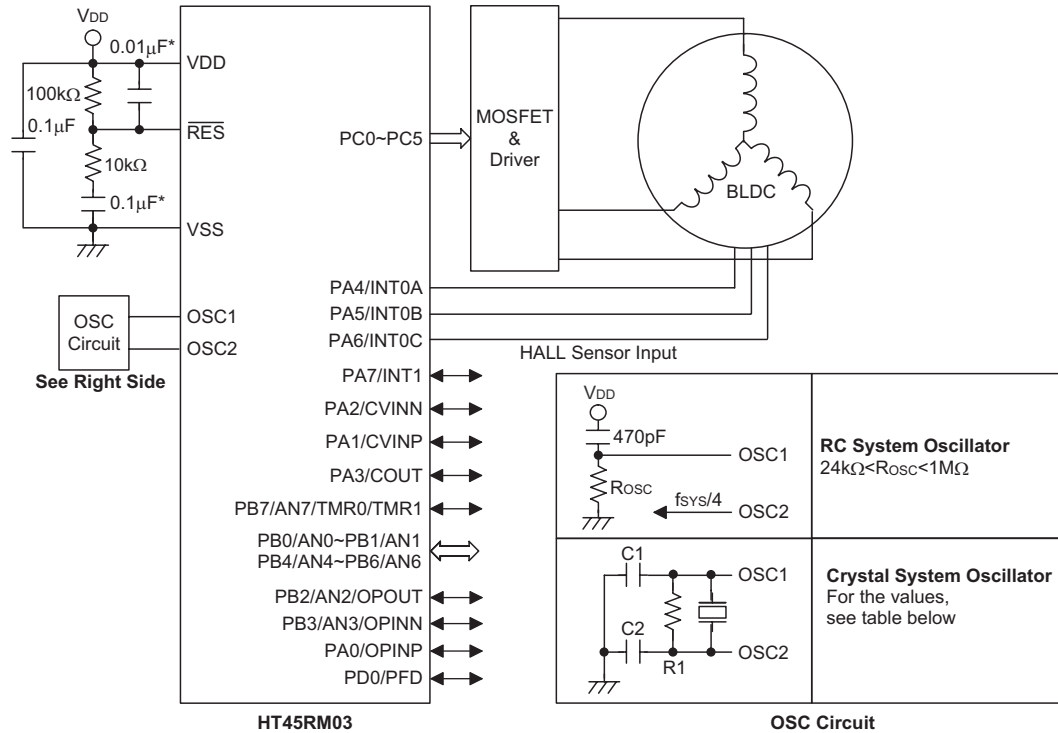 VDD
0.01μF*
VDD
100kΩ
0.1μF
RES
10kΩ
0.1μF*
VSS
OSC
Circuit
OSC1
OSC2
See Right Side
PC0~PC5
MOSFET
&
Driver
BLDC
PA4/INT0A
PA5/INT0B
PA6/INT0C
HALL Sensor Input
PA7/INT1
PA2/CVINN
PA1/CVINP
PA3/COUT
PB7/AN7/TMR0/TMR1
PB0/AN0~PB1/AN1
PB4/AN4~PB6/AN6
PB2/AN2/OPOUT
PB3/AN3/OPINN
PA0/OPINP
PD0/PFD
HT45RM03
VDD
470pF
OSC1
ROSC
fSYS/4
OSC2
RC System Oscillator
24kΩ<ROSC<1MΩ
C1
OSC1
C2
R1
OSC2
Crystal System Oscillator
For the values,
see table below
OSC Circuit